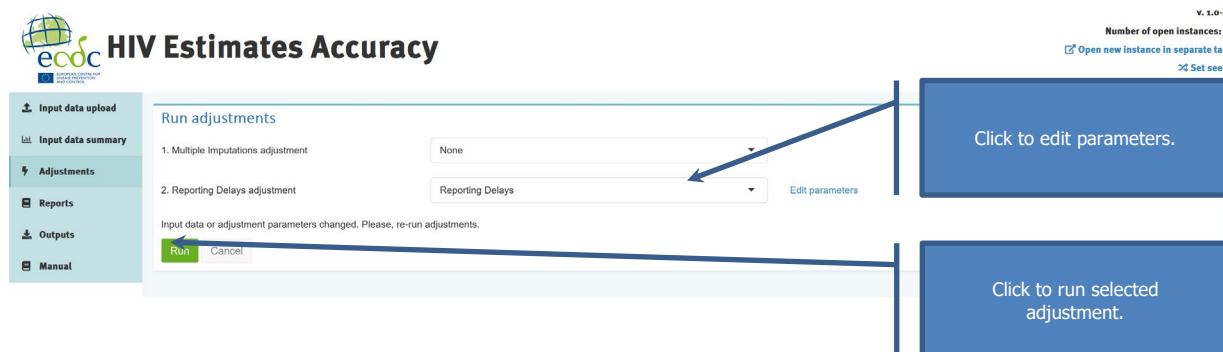 v. 1.0-
Number of open instances:
Open new instance in separate ta
Set see
ecdc
EUROPEAN CENTRE FOR
DISEASE PREVENTION
AND CONTROL
HIV Estimates Accuracy
Input data upload
Input data summary
Adjustments
Reports
Outputs
Manual
Run adjustments
1. Multiple Imputations adjustment None
2. Reporting Delays adjustment Reporting Delays Edit parameters
Input data or adjustment parameters changed. Please, re-run adjustments.
Run Cancel
Click to edit parameters.
Click to run selected
adjustment.